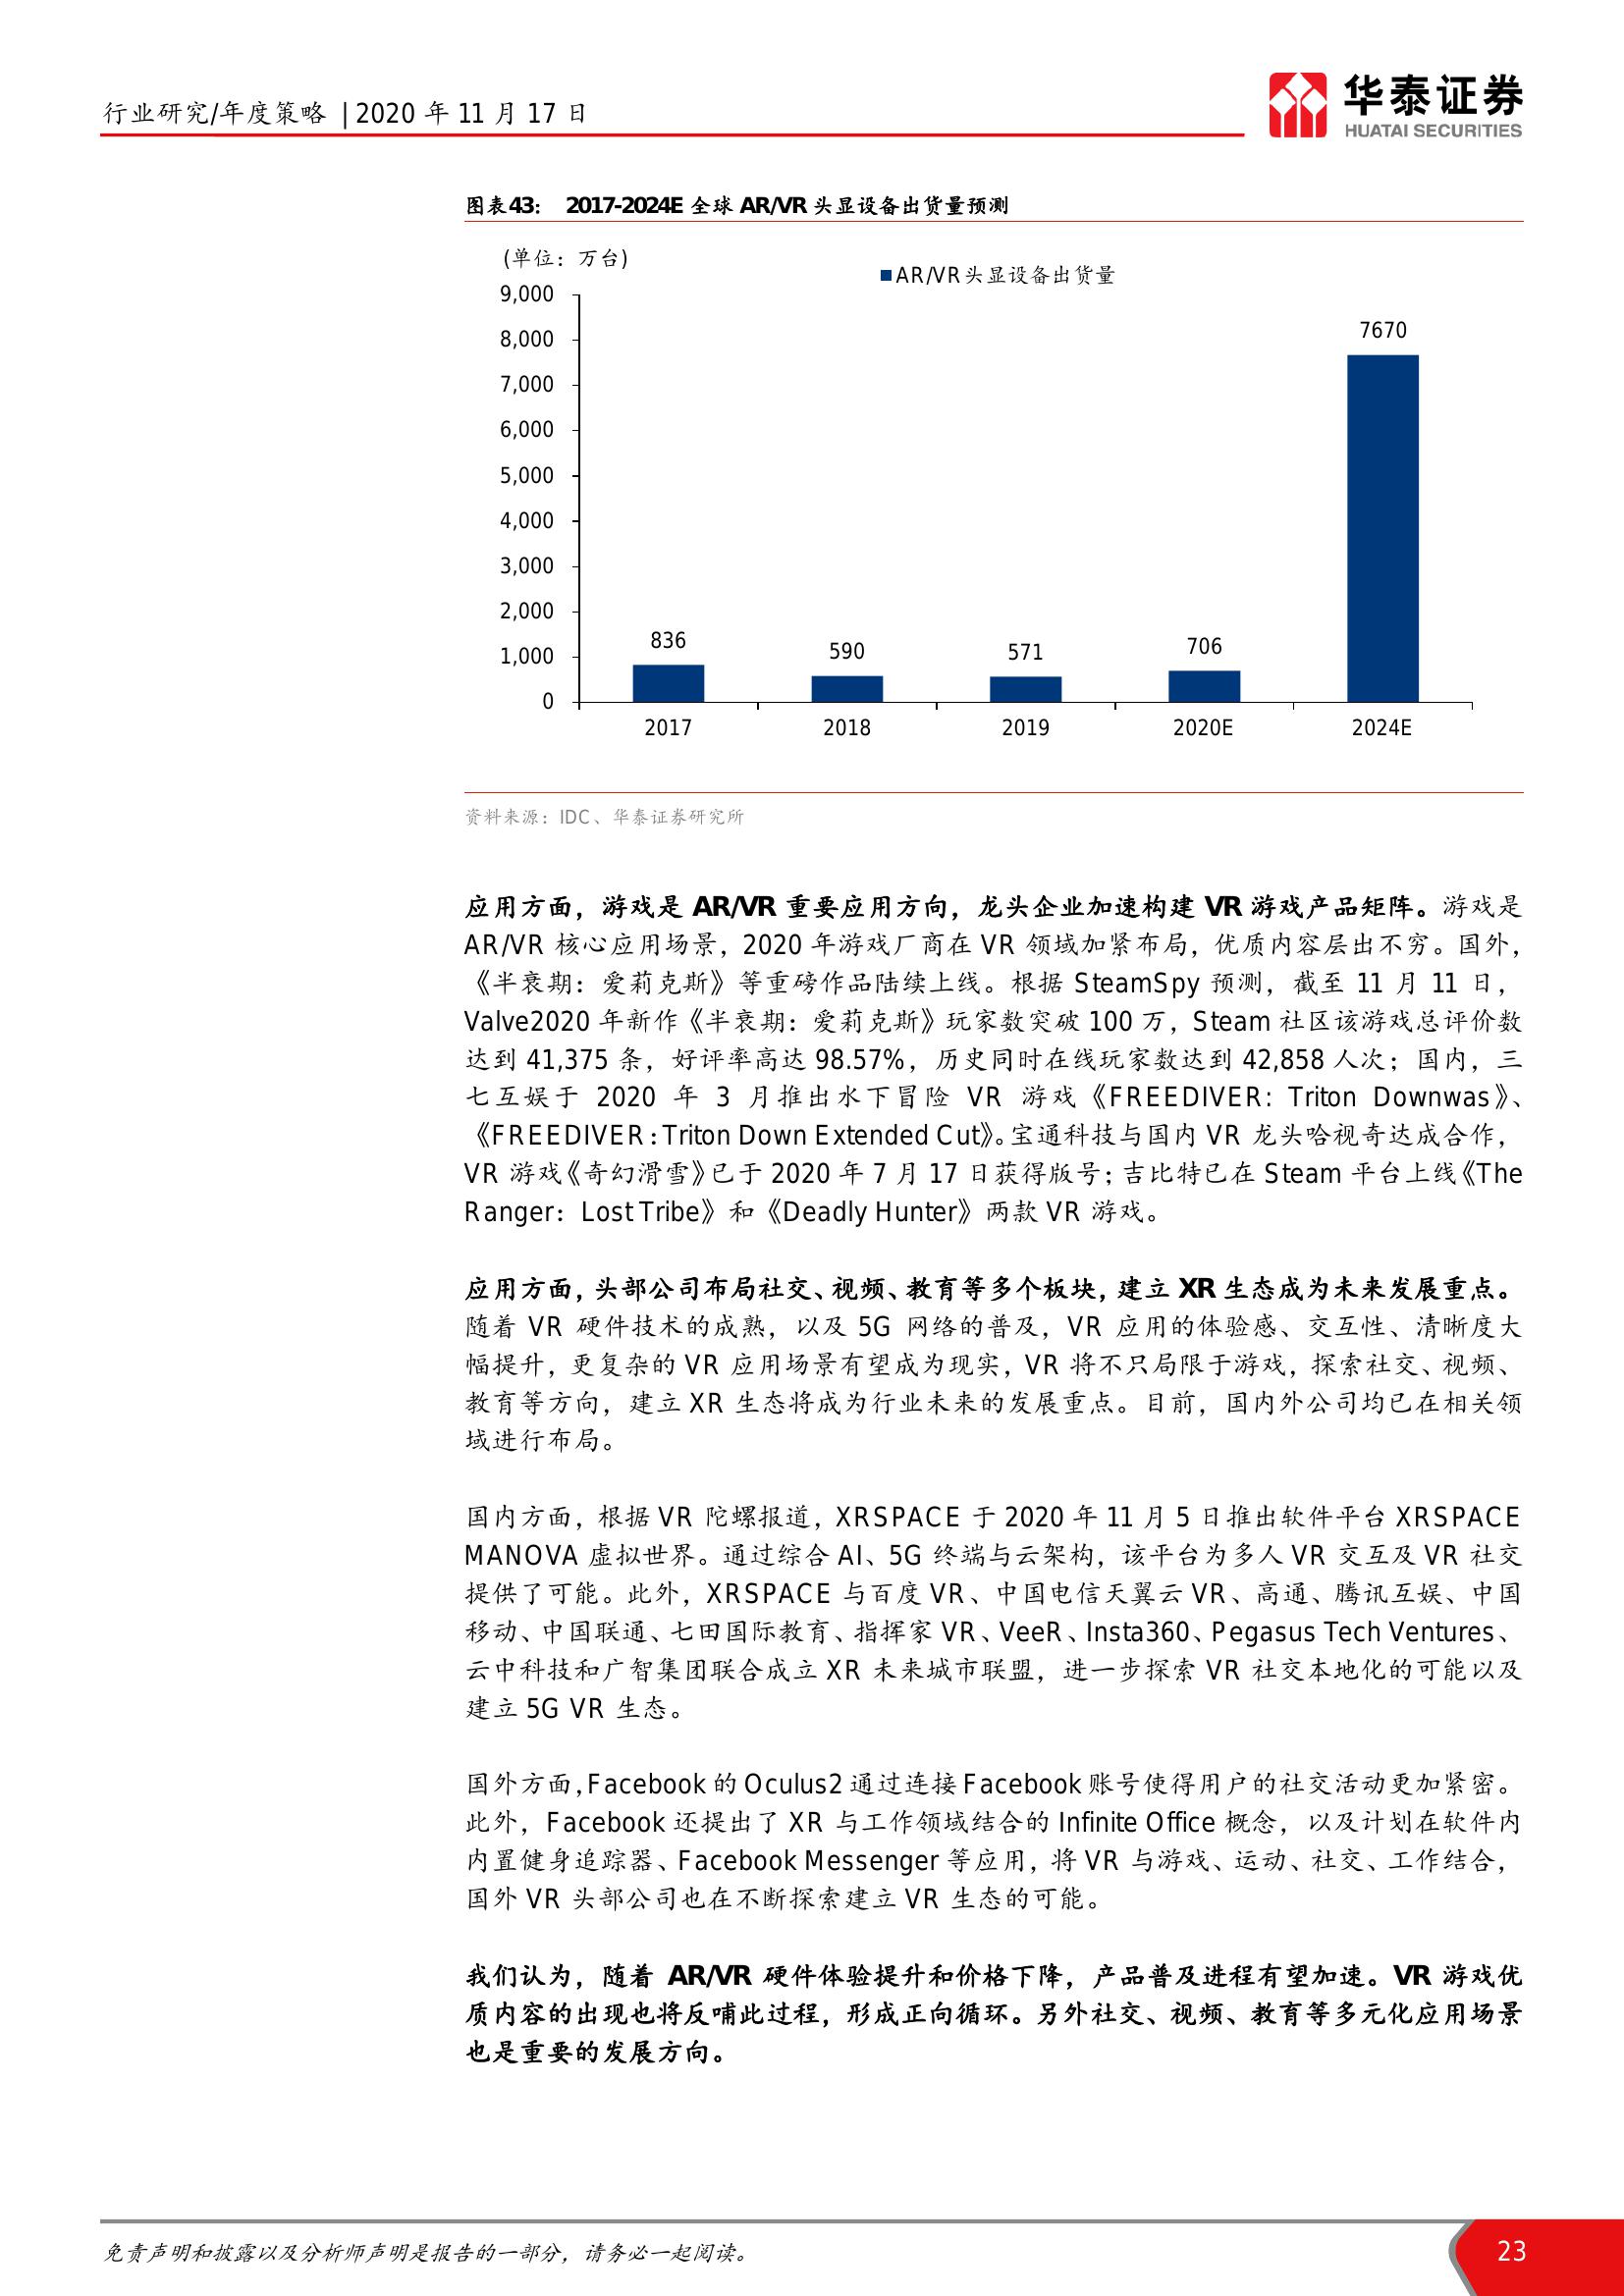 行业研究/年度策略 | 2020 年 11 月 17 日
华泰证券
HUATAI SECURITIES
图表43： 2017-2024E 全球 AR/VR 头显设备出货量预测
(单位：万台)
AR/VR头显设备出货量
9,000
8,000
7,000
6,000
5,000
4,000
3,000
2,000
1,000
0
836
590
571
706
7670
2017
2018
2019
2020E
2024E
资料来源：IDC、华泰证券研究所
应用方面，游戏是 AR/VR 重要应用方向，龙头企业加速构建 VR 游戏产品矩阵。游戏是
AR/VR 核心应用场景，2020 年游戏厂商在 VR 领域加紧布局，优质内容层出不穷。国外，
《半衰期：爱莉克斯》等重磅作品陆续上线。根据 SteamSpy 预测，截至 11 月 11 日，
Valve2020 年新作《半衰期：爱莉克斯》玩家数突破 100 万，Steam 社区该游戏总评价数
达到 41,375 条，好评率高达 98.57%，历史同时在线玩家数达到 42,858 人次；国内，三
七互娱于 2020 年 3 月推出水下冒险 VR 游戏《FREEDIVER: Triton Downwas》、
《FREEDIVER：Triton Down Extended Cut》。宝通科技与国内 VR 龙头哈视奇达成合作，
VR 游戏《奇幻滑雪》已于 2020 年 7 月 17 日获得版号；吉比特已在 Steam 平台上线《The
Ranger：Lost Tribe》和《Deadly Hunter》两款 VR 游戏。
应用方面，头部公司布局社交、视频、教育等多个板块，建立 XR 生态成为未来发展重点。
随着 VR 硬件技术的成熟，以及 5G 网络的普及，VR 应用的体验感、交互性、清晰度大
幅提升，更复杂的 VR 应用场景有望成为现实，VR 将不只局限于游戏，探索社交、视频、
教育等方向，建立 XR 生态将成为行业未来的发展重点。目前，国内外公司均已在相关领
域进行布局。
国内方面，根据 VR 陀螺报道，XRSPACE 于 2020 年 11 月 5 日推出软件平台 XRSPACE
MANOVA 虚拟世界。通过综合 AI、5G 终端与云架构，该平台为多人 VR 交互及 VR 社交
提供了可能。此外，XRSPACE 与百度 VR、中国电信天翼云 VR、高通、腾讯互娱、中国
移动、中国联通、七田国际教育、指挥家 VR、VeeR、Insta360、Pegasus Tech Ventures、
云中科技和广智集团联合成立 XR 未来城市联盟，进一步探索 VR 社交本地化的可能以及
建立 5G VR 生态。
国外方面，Facebook 的 Oculus2 通过连接 Facebook 账号使得用户的社交活动更加紧密。
此外，Facebook 还提出了 XR 与工作领域结合的 Infinite Office 概念，以及计划在软件内
内置健身追踪器、Facebook Messenger 等应用，将 VR 与游戏、运动、社交、工作结合，
国外 VR 头部公司也在不断探索建立 VR 生态的可能。
我们认为，随着 AR/VR 硬件体验提升和价格下降，产品普及进程有望加速。VR 游戏优
质内容的出现也将反哺此过程，形成正向循环。另外社交、视频、教育等多元化应用场景
也是重要的发展方向。
免责声明和披露以及分析师声明是报告的一部分，请务必一起阅读。
23